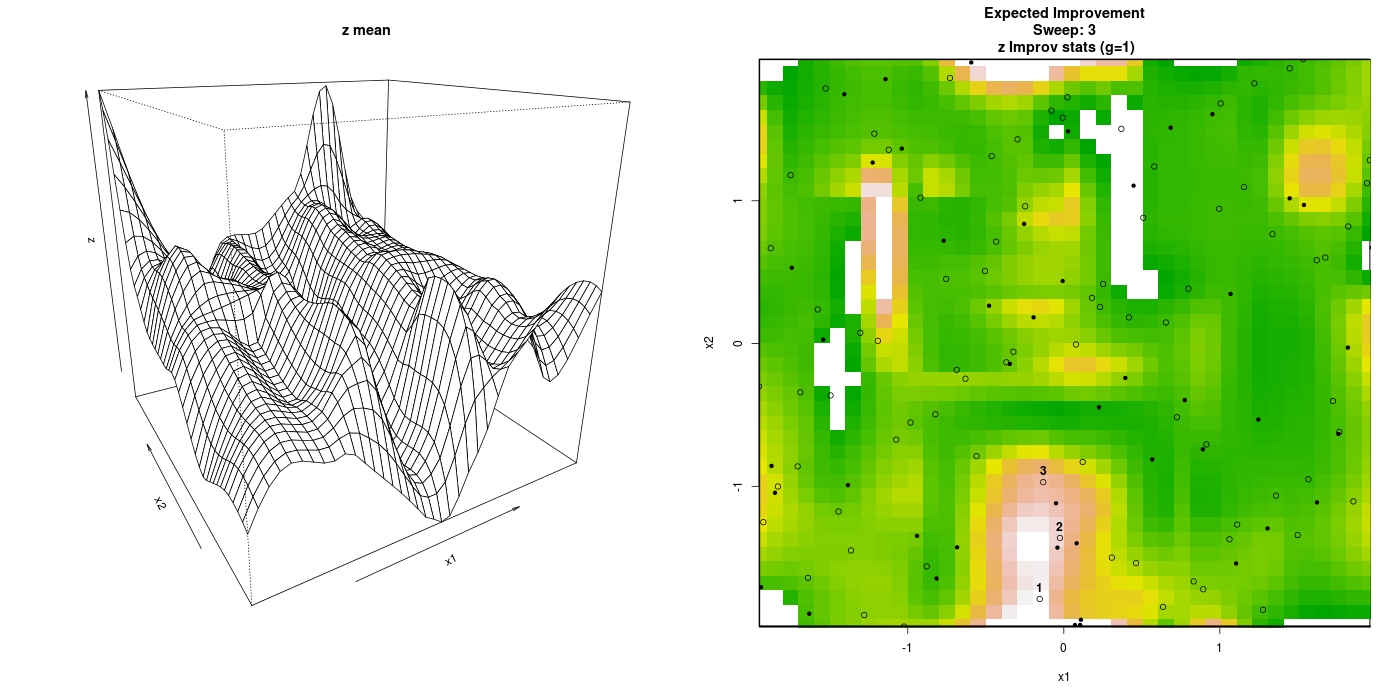 z mean
z
x2
x1
Expected Improvement
Sweep: 3
z Improv stats (g=1)
x2
1
0
-1
3
2
1
-1
0
1
x1